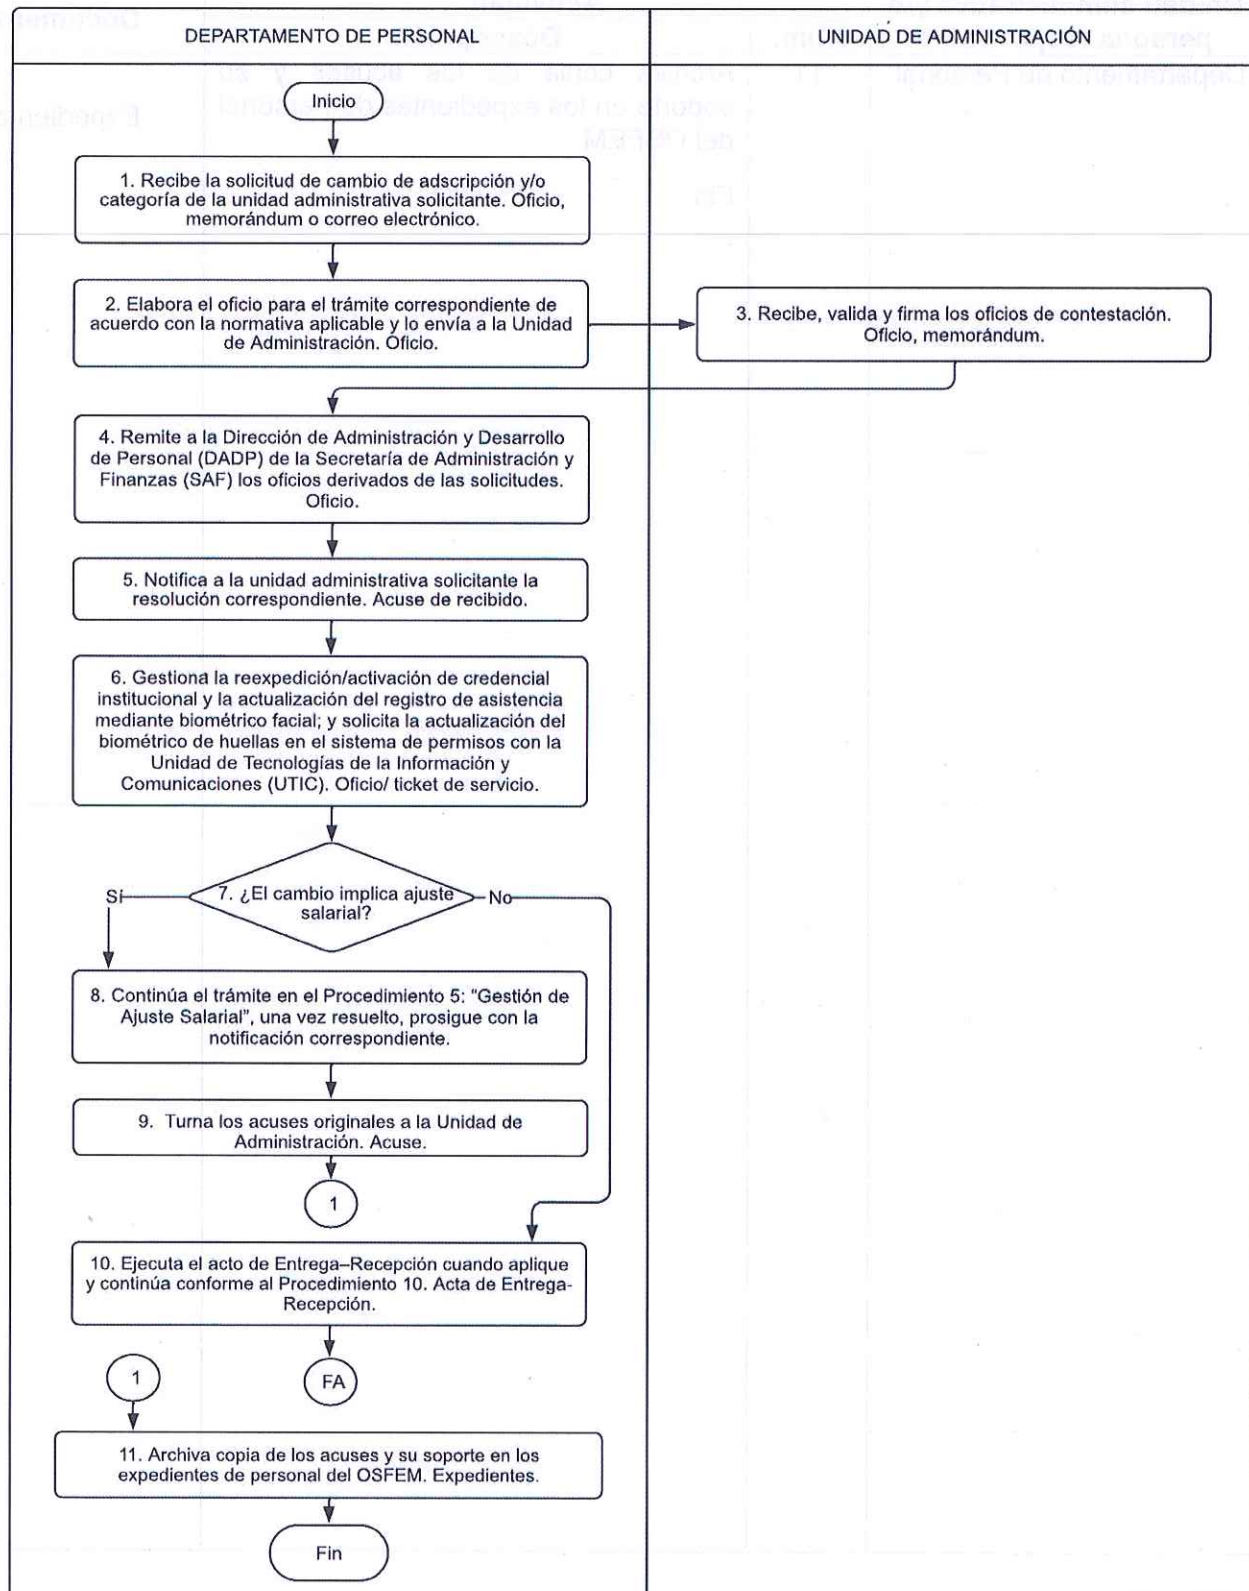 DEPARTAMENTO DE PERSONAL
UNIDAD DE ADMINISTRACIÓN
Inicio
1. Recibe la solicitud de cambio de adscripción y/o
categoría de la unidad administrativa solicitante. Oficio,
memorándum o correo electrónico.
2. Elabora el oficio para el trámite correspondiente de
acuerdo con la normativa aplicable y lo envía a la Unidad
de Administración. Oficio.
3. Recibe, valida y firma los oficios de contestación.
Oficio, memorándum.
4. Remite a la Dirección de Administración y Desarrollo
de Personal (DADP) de la Secretaría de Administración y
Finanzas (SAF) los oficios derivados de las solicitudes.
Oficio.
5. Notifica a la unidad administrativa solicitante la
resolución correspondiente. Acuse de recibido.
6. Gestiona la reexpedición/activación de credencial
institucional y la actualización del registro de asistencia
mediante biométrico facial; y solicita la actualización del
biométrico de huellas en el sistema de permisos con la
Unidad de Tecnologías de la Información y
Comunicaciones (UTIC). Oficio/ ticket de servicio.
7. ¿El cambio implica ajuste
salarial?
Sí
No
8. Continúa el trámite en el Procedimiento 5: “Gestión de
Ajuste Salarial”, una vez resuelto, prosigue con la
notificación correspondiente.
9. Turna los acuses originales a la Unidad de
Administración. Acuse.
1
10. Ejecuta el acto de Entrega–Recepción cuando aplique
y continúa conforme al Procedimiento 10. Acta de Entrega-
Recepción.
1
FA
11. Archiva copia de los acuses y su soporte en los
expedientes de personal del OSFEM. Expedientes.
Fin